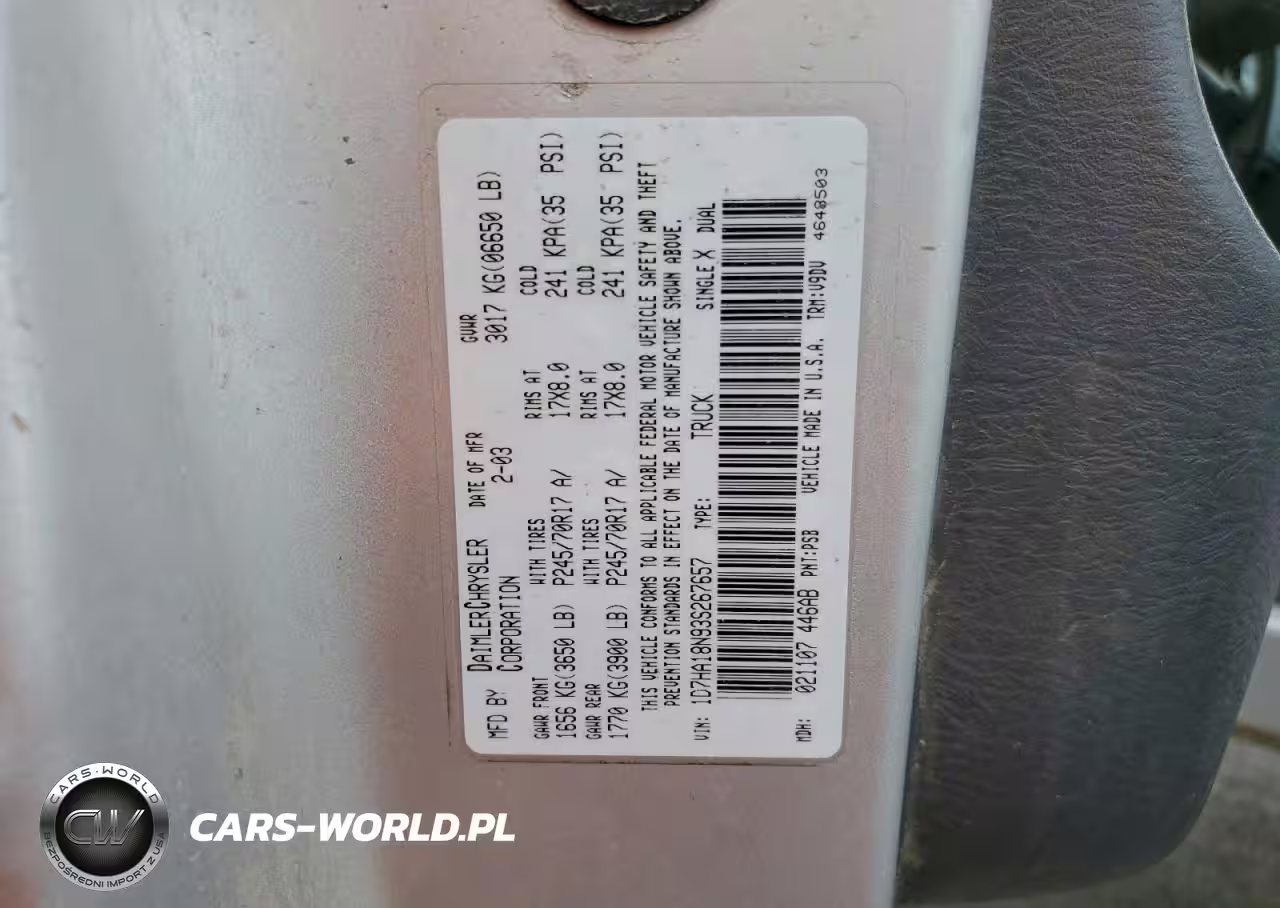 MFD BY: DAIMLERCHRYSLER CORPORATION
DATE OF MFR 2-03
GVWR 3017 KG(06650 LB)
GAWR FRONT WITH TIRES RIMS AT COLD
1656 KG(3650 LB) P245/70R17 A/ 17X8.0 241 KPA(35 PSI)
GAWR REAR WITH TIRES RIMS AT COLD
1770 KG(3900 LB) P245/70R17 A/ 17X8.0 241 KPA(35 PSI)
THIS VEHICLE CONFORMS TO ALL APPLICABLE FEDERAL MOTOR VEHICLE SAFETY AND THEFT
PREVENTION STANDARDS IN EFFECT ON THE DATE OF MANUFACTURE SHOWN ABOVE.
VIN: 1D7HA18N93S267657 TYPE: TRUCK SINGLE X DUAL
MDH: 021107 446AB PNT:PSB VEHICLE MADE IN U.S.A. TRM:V9DV 4648503
CARS-WORLD
CW
BEZPOŚREDNI IMPORT Z USA
CARS-WORLD.PL